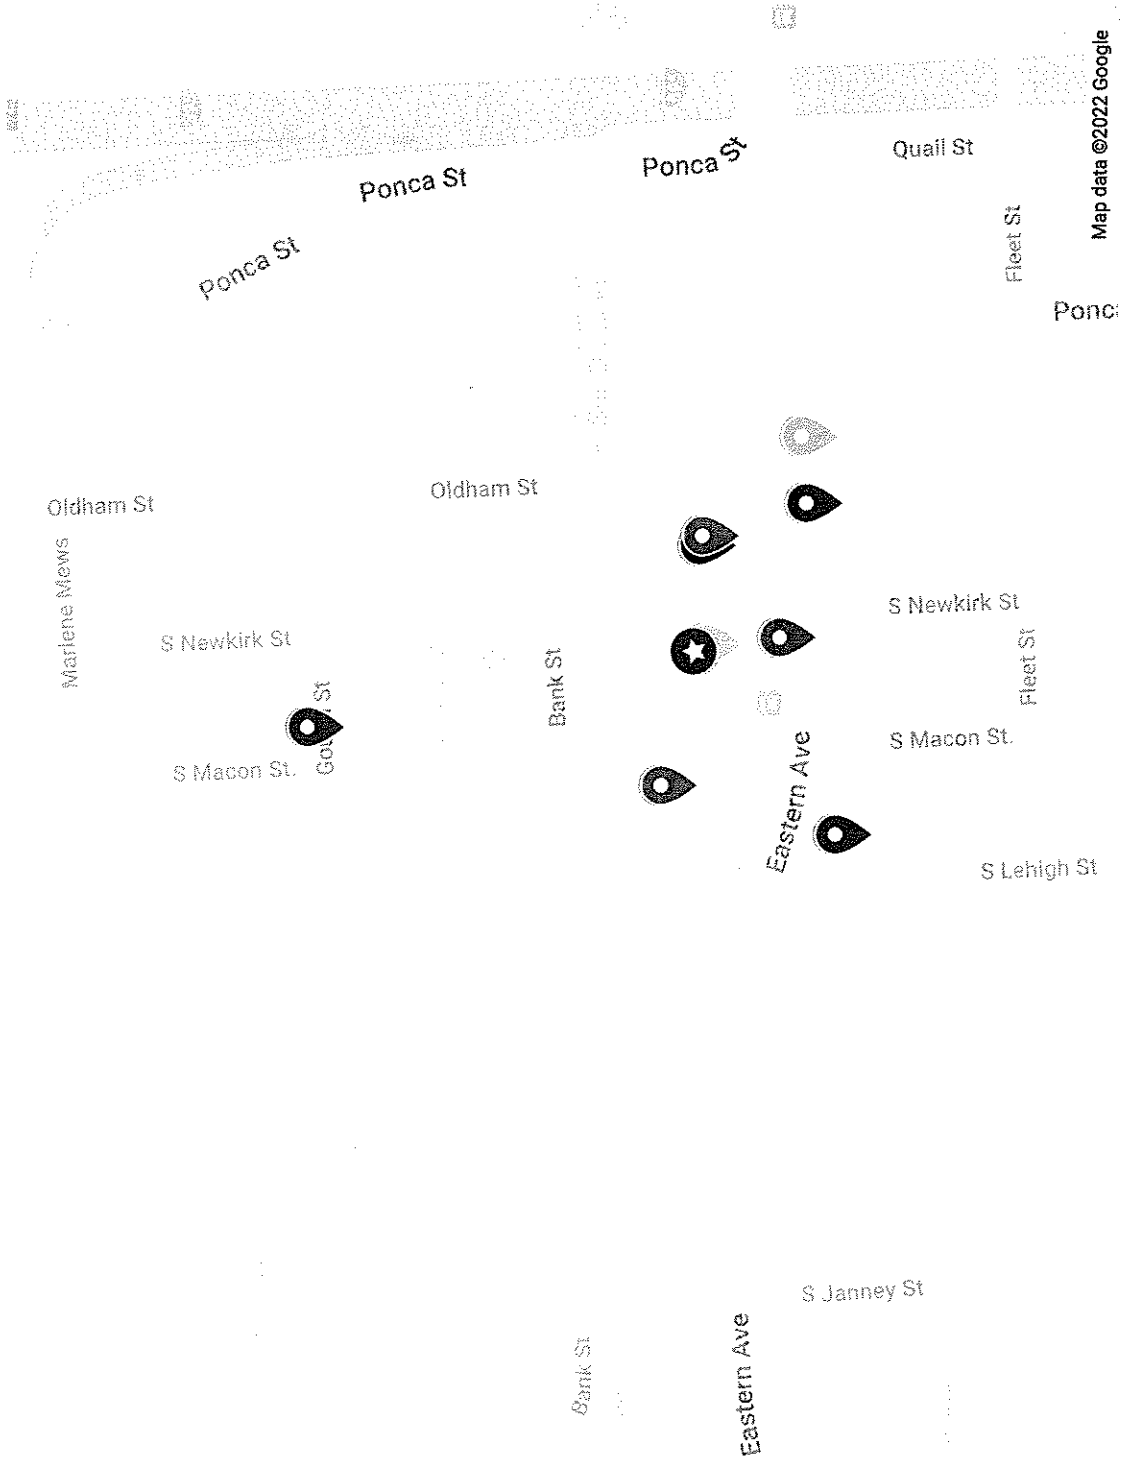 Map data ©2022 Google
Quail St
Ponca St
Ponca St
Ponca St
Fleet St
Ponc
Oldham St
Oldham St
Marlene Mews
S Newkirk St
S Newkirk St
Fleet St
Bank St
S Macon St.
S Macon St.
Eastern Ave
S Lehigh St
S Janney St
Eastern Ave
Bank St